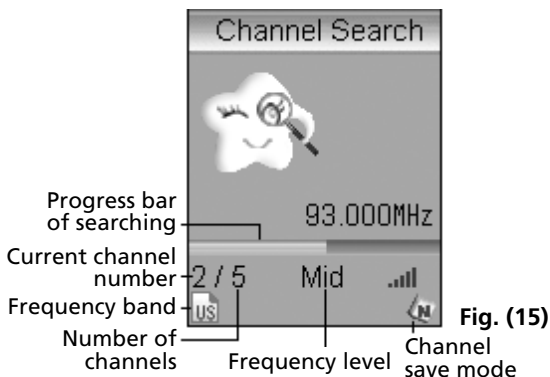 Channel Search
93.000MHz
Progress bar
of searching
Current channel
number
2 / 5
Mid
Frequency band
US
N
Fig. (15)
Number of
channels
Frequency level
Channel
save mode